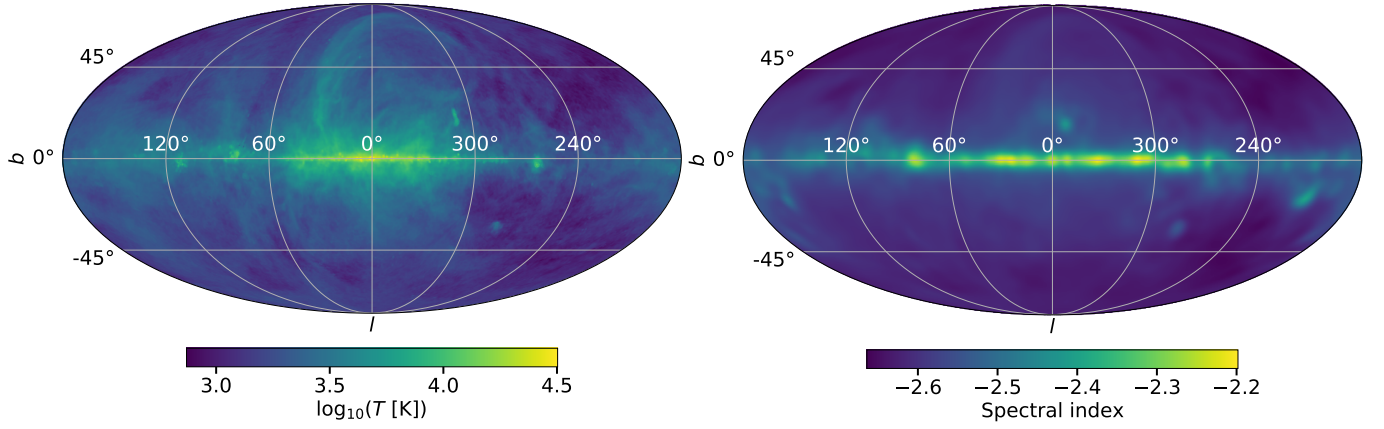 45°
120° 60° 0° 300° 240°
b 0°
-45°
l
3.0 3.5 4.0 4.5
log₁₀(T [K])
45°
120° 60° 0° 300° 240°
b 0°
-45°
l
−2.6 −2.5 −2.4 −2.3 −2.2
Spectral index